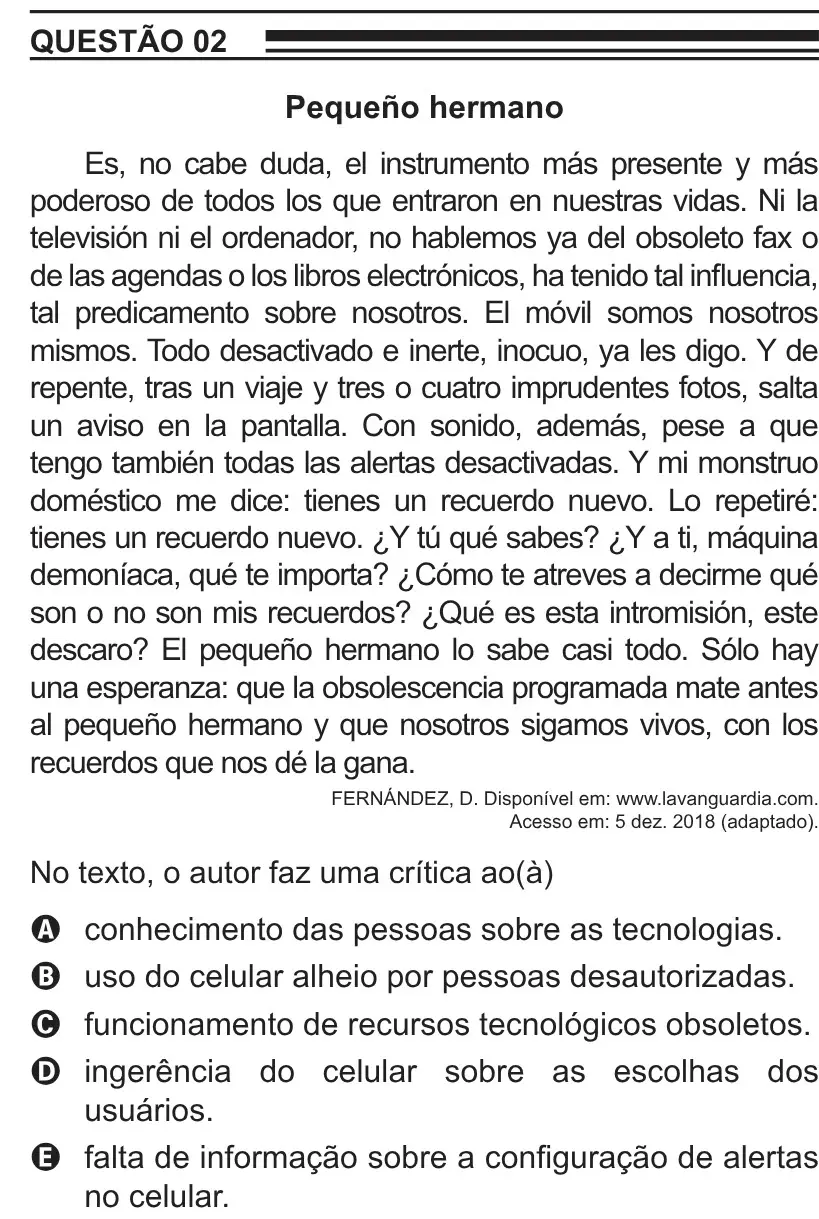 QUESTÃO 02
Pequeño hermano
Es, no cabe duda, el instrumento más presente y más
poderoso de todos los que entraron en nuestras vidas. Ni la
televisión ni el ordenador, no hablemos ya del obsoleto fax o
de las agendas o los libros electrónicos, ha tenido tal influencia,
tal predicamento sobre nosotros. El móvil somos nosotros
mismos. Todo desactivado e inerte, inocuo, ya les digo. Y de
repente, tras un viaje y tres o cuatro imprudentes fotos, salta
un aviso en la pantalla. Con sonido, además, pese a que
tengo también todas las alertas desactivadas. Y mi monstruo
doméstico me dice: tienes un recuerdo nuevo. Lo repetiré:
tienes un recuerdo nuevo. ¿Y tú qué sabes? ¿Y a ti, máquina
demoníaca, qué te importa? ¿Cómo te atreves a decirme qué
son o no son mis recuerdos? ¿Qué es esta intromisión, este
descaro? El pequeño hermano lo sabe casi todo. Sólo hay
una esperanza: que la obsolescencia programada mate antes
al pequeño hermano y que nosotros sigamos vivos, con los
recuerdos que nos dé la gana.
FERNÁNDEZ, D. Disponível em: www.lavanguardia.com.
Acesso em: 5 dez. 2018 (adaptado).
No texto, o autor faz uma crítica ao(à)
A conhecimento das pessoas sobre as tecnologias.
B uso do celular alheio por pessoas desautorizadas.
C funcionamento de recursos tecnológicos obsoletos.
D ingerência do celular sobre as escolhas dos
usuários.
E falta de informação sobre a configuração de alertas
no celular.